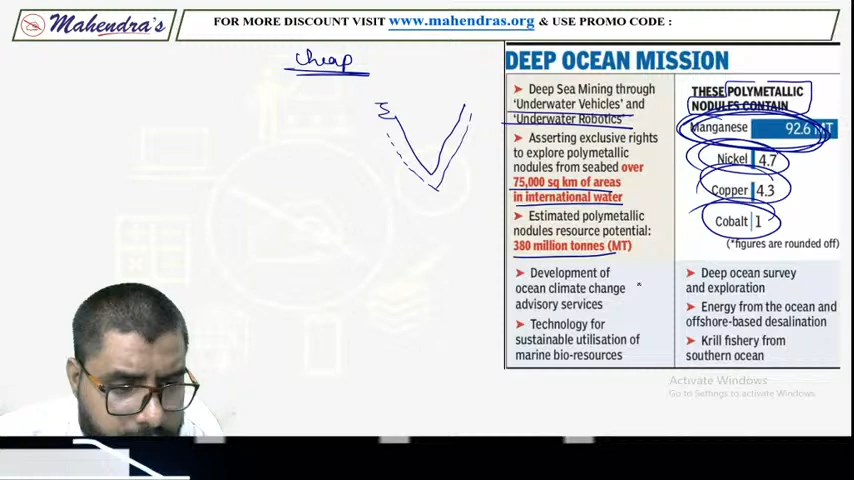 Mahendra's
FOR MORE DISCOUNT VISIT www.mahendras.org & USE PROMO CODE :
cheap
DEEP OCEAN MISSION
➤ Deep Sea Mining through
'Underwater Vehicles' and
'Underwater Robotics'
➤ Asserting exclusive rights
to explore polymetallic
nodules from seabed over
75,000 sq km of areas
in international water
➤ Estimated polymetallic
nodules resource potential:
380 million tonnes (MT)
THESE POLYMETALLIC
NODULES CONTAIN
Manganese 92.6 MT
Nickel 4.7
Copper 4.3
Cobalt 1
(*figures are rounded off)
➤ Development of
ocean climate change
advisory services
➤ Technology for
sustainable utilisation of
marine bio-resources
➤ Deep ocean survey
and exploration
➤ Energy from the ocean and
offshore-based desalination
➤ Krill fishery from
southern ocean
Activate Windows
Go to Settings to activate Windows.